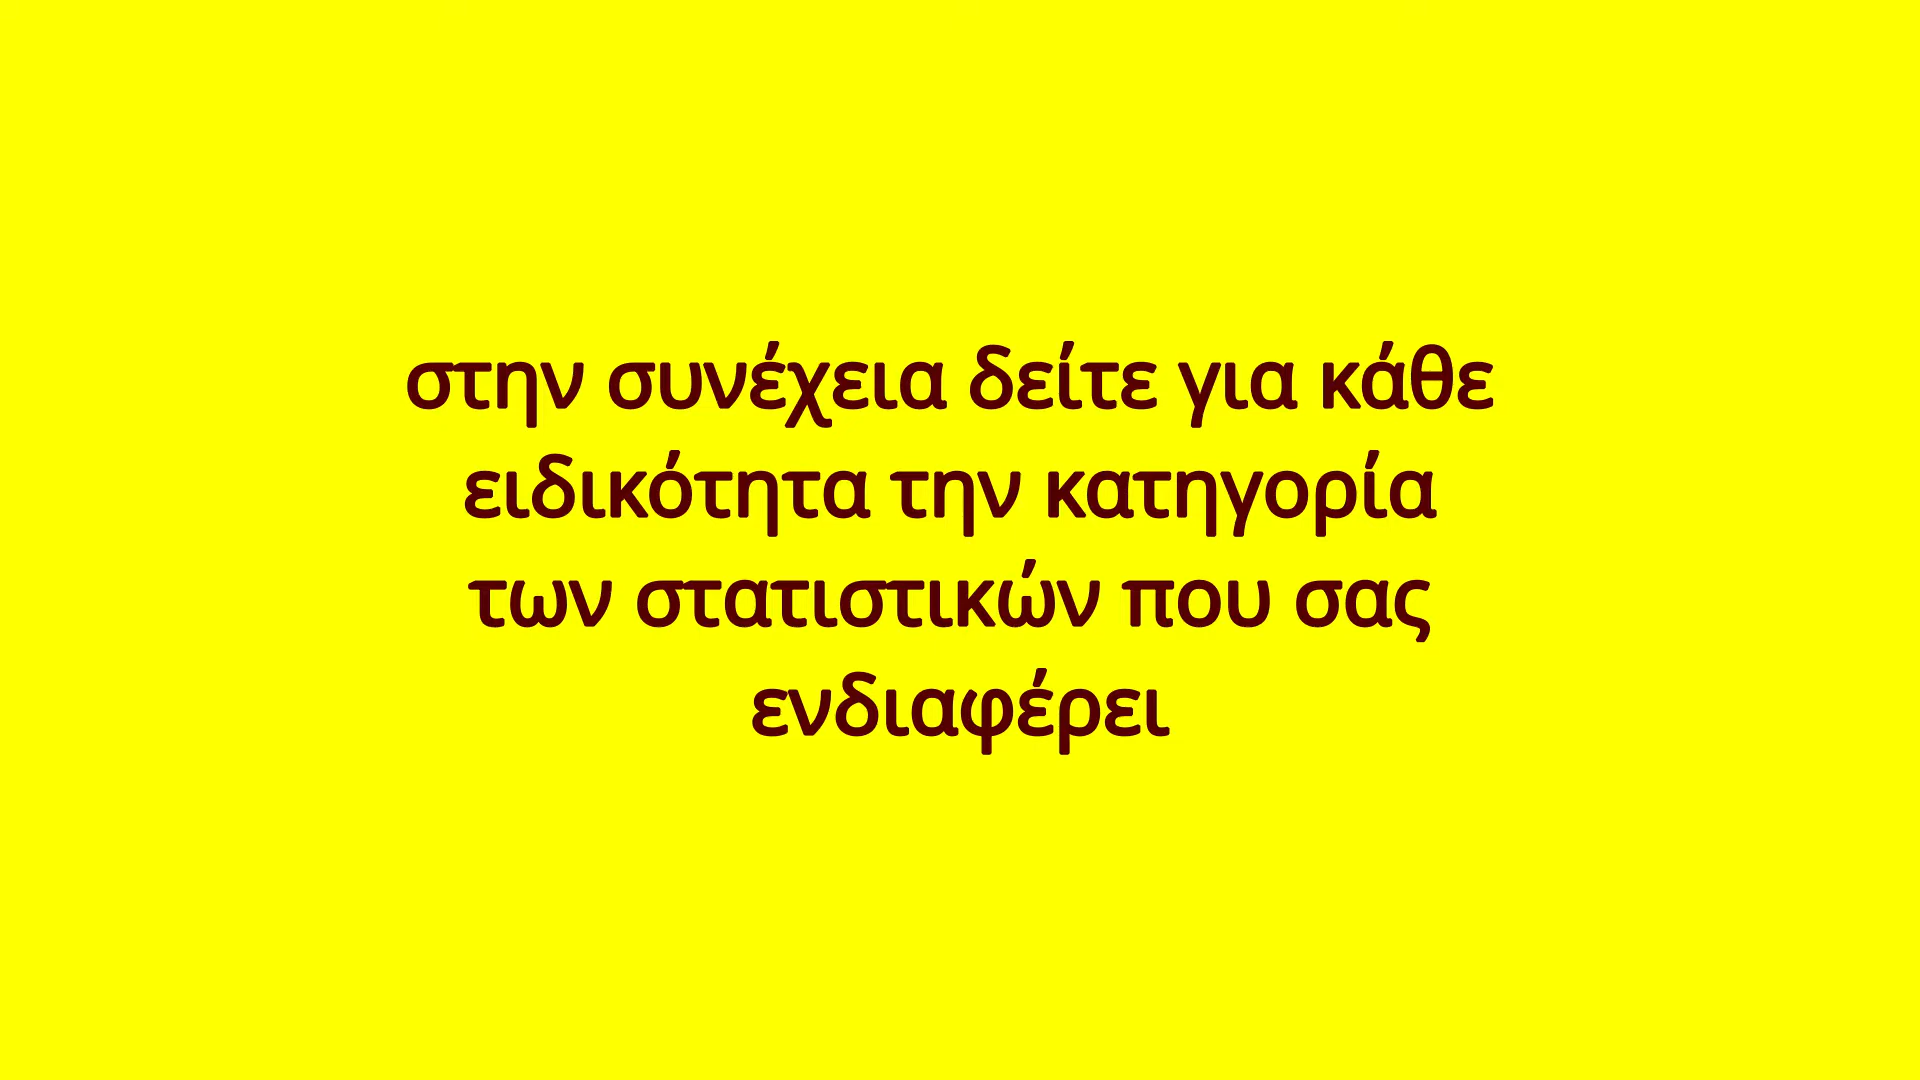 στην συνέχεια δείτε για κάθε
ειδικότητα την κατηγορία
των στατιστικών που σας
ενδιαφέρει